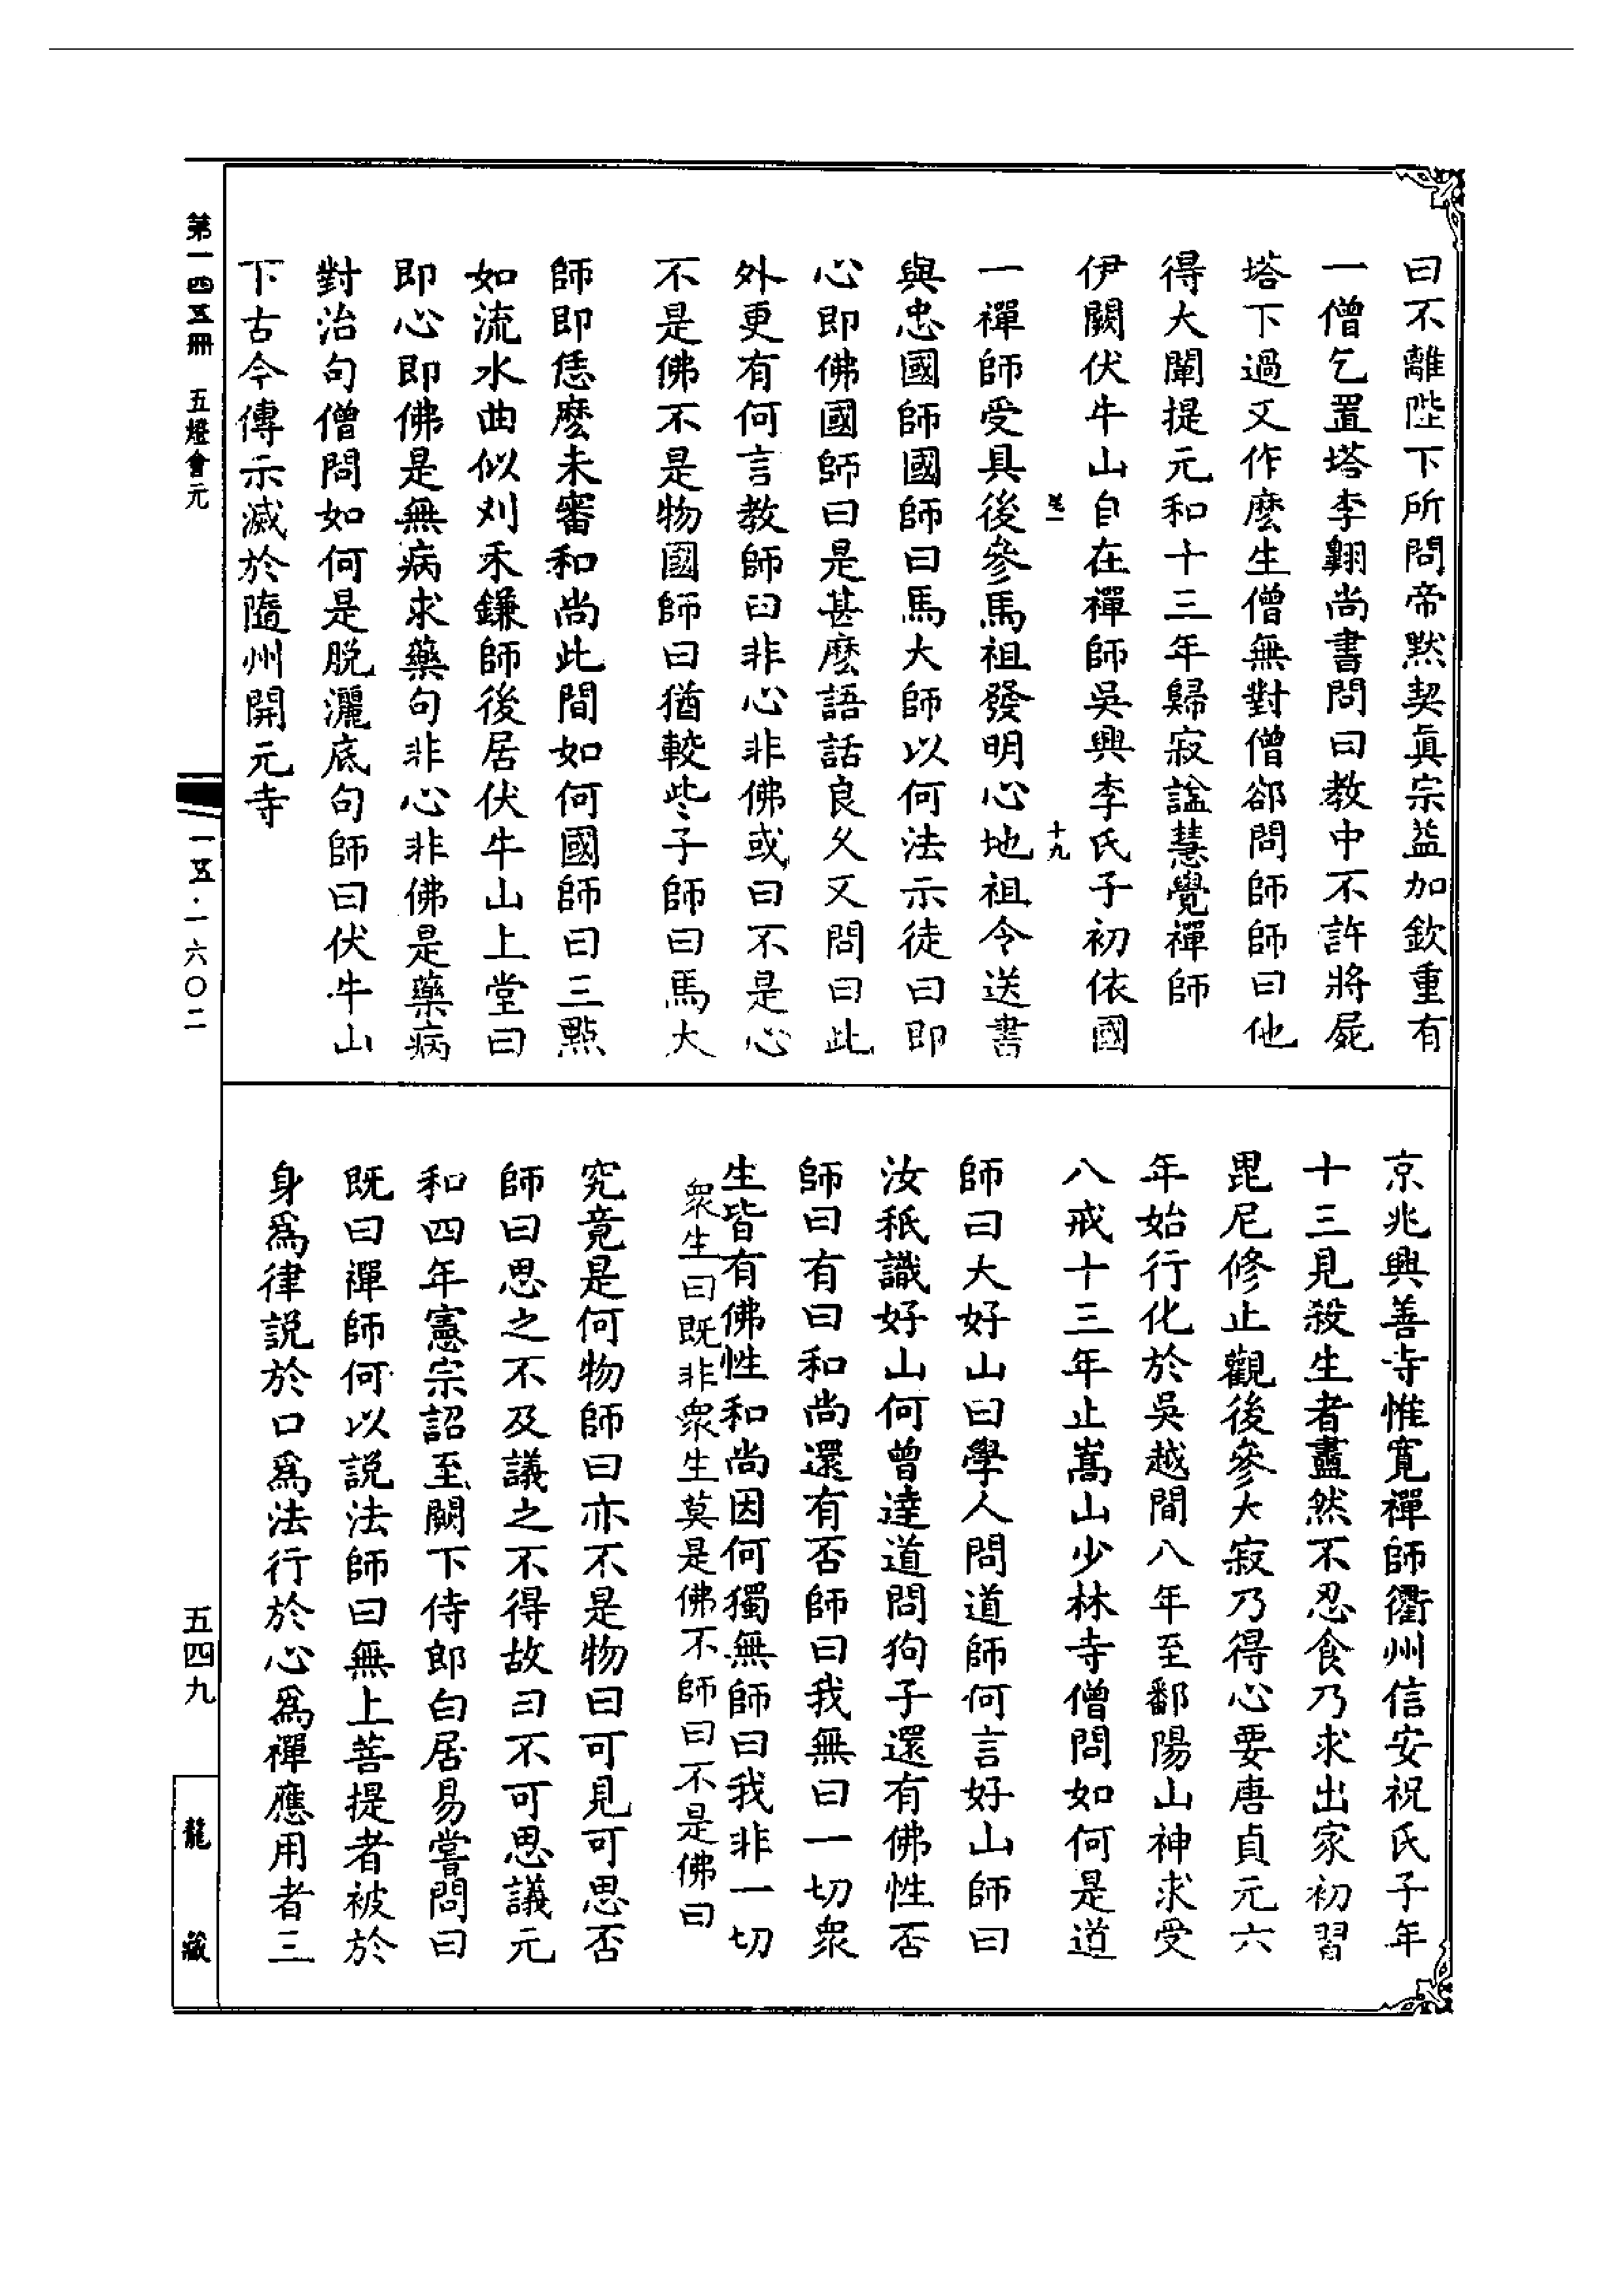 曰不離陛下所問帝默契眞宗益加欽重有
一僧乞置塔李翺尚書問曰教中不許將屍
塔下過又作麽生僧無對僧郤問師師曰他
得大闡提元和十三年歸寂諡慧覺禪師
伊闕伏牛山自在禪師吳興李氏子初依國
十九
一禪師受具後參馬祖發明心地祖令送書
與忠國師國師曰馬大師以何法示徒曰即
心即佛國師曰是甚麽語話良久又問曰此
外更有何言教師曰非心非佛或曰不是心
不是佛不是物國師曰猶較些子師曰馬大
師即恁麽未審和尚此間如何國師曰三點
如流水曲似刈禾鎌師後居伏牛山上堂曰
即心即佛是無病求藥句非心非佛是藥病
對治句僧問如何是脫灑底句師曰伏牛山
下古今傳示滅於隨州開元寺
京兆興善寺惟寬禪師衢州信安祝氏子年
十三見殺生者衋然不忍食乃求出家初習
毘尼修止觀後參大寂乃得心要唐貞元六
年始行化於吳越間八年至鄱陽山神求受
八戒十三年止嵩山少林寺僧問如何是道
師曰大好山曰學人問道師何言好山師曰
汝秖識好山何曾達道問狗子還有佛性否
師曰有曰和尚還有否師曰我無曰一切衆
生皆有佛性和尚因何獨無師曰我非一切
衆生曰既非衆生莫是佛不師曰不是佛曰
究竟是何物師曰亦不是物曰可見可思否
師曰思之不及議之不得故曰不可思議元
和四年憲宗詔至闕下侍郎白居易嘗問曰
既曰禪師何以說法師曰無上菩提者被於
身爲律說於口爲法行於心爲禪應用者三
第一四五冊 五燈會元
一五·一六〇二
五四九
龍藏